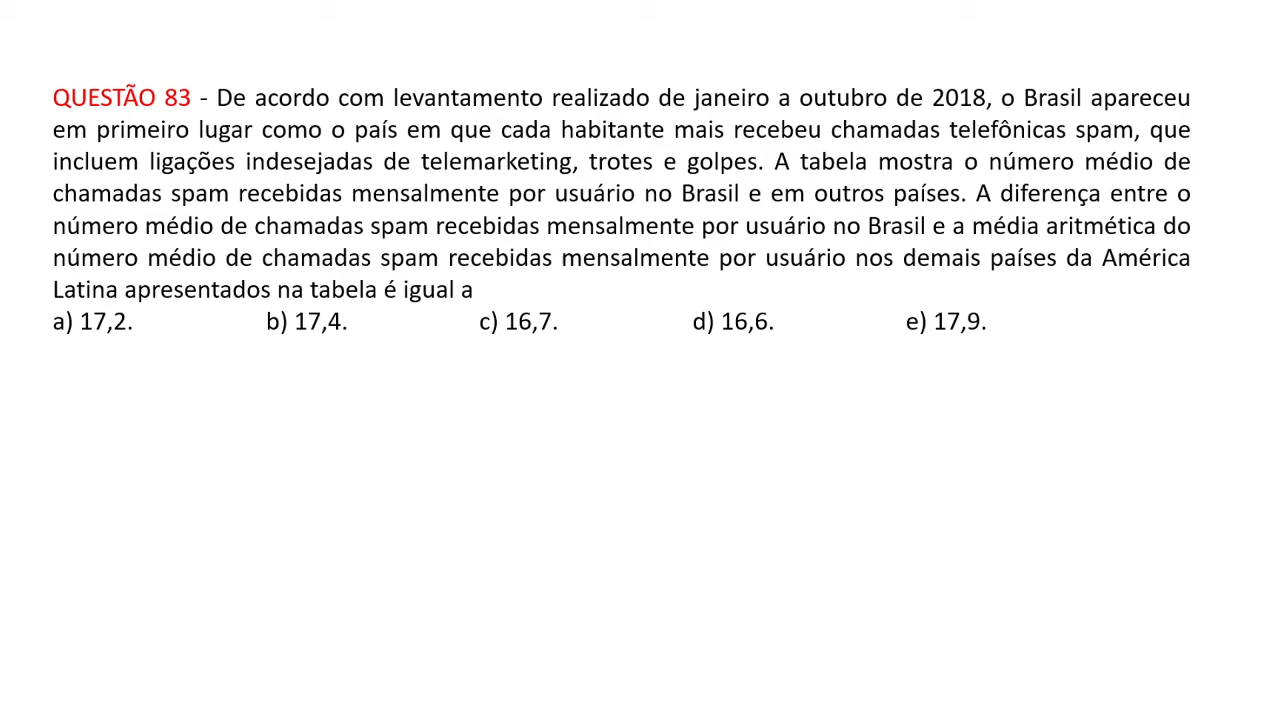 QUESTÃO 83 - De acordo com levantamento realizado de janeiro a outubro de 2018, o Brasil apareceu
em primeiro lugar como o país em que cada habitante mais recebeu chamadas telefônicas spam, que
incluem ligações indesejadas de telemarketing, trotes e golpes. A tabela mostra o número médio de
chamadas spam recebidas mensalmente por usuário no Brasil e em outros países. A diferença entre o
número médio de chamadas spam recebidas mensalmente por usuário no Brasil e a média aritmética do
número médio de chamadas spam recebidas mensalmente por usuário nos demais países da América
Latina apresentados na tabela é igual a
a) 17,2. b) 17,4. c) 16,7. d) 16,6. e) 17,9.